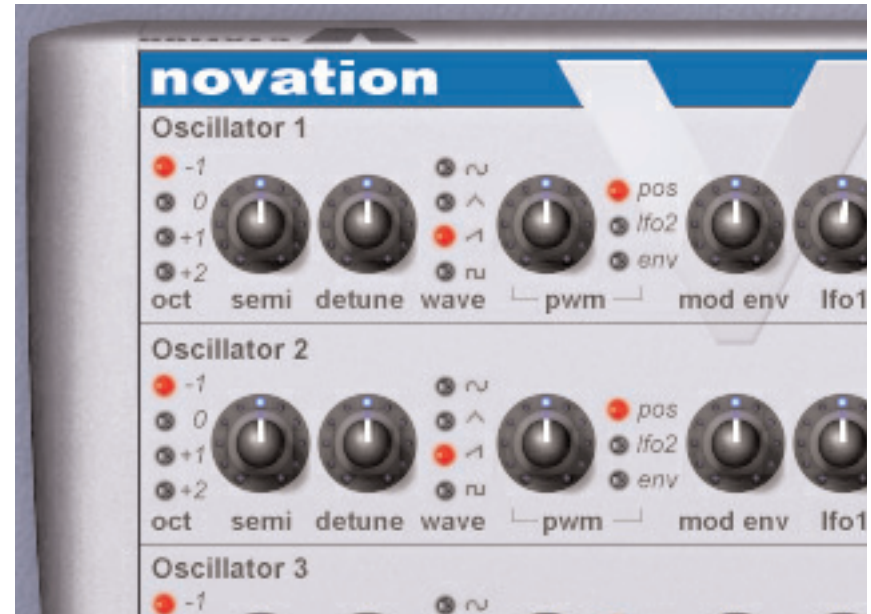 novation
Oscillator 1
-1
0
+1
+2
pos
lfo2
env
oct semi detune wave pwm mod env lfo1
Oscillator 2
-1
0
+1
+2
pos
lfo2
env
oct semi detune wave pwm mod env lfo1
Oscillator 3
-1